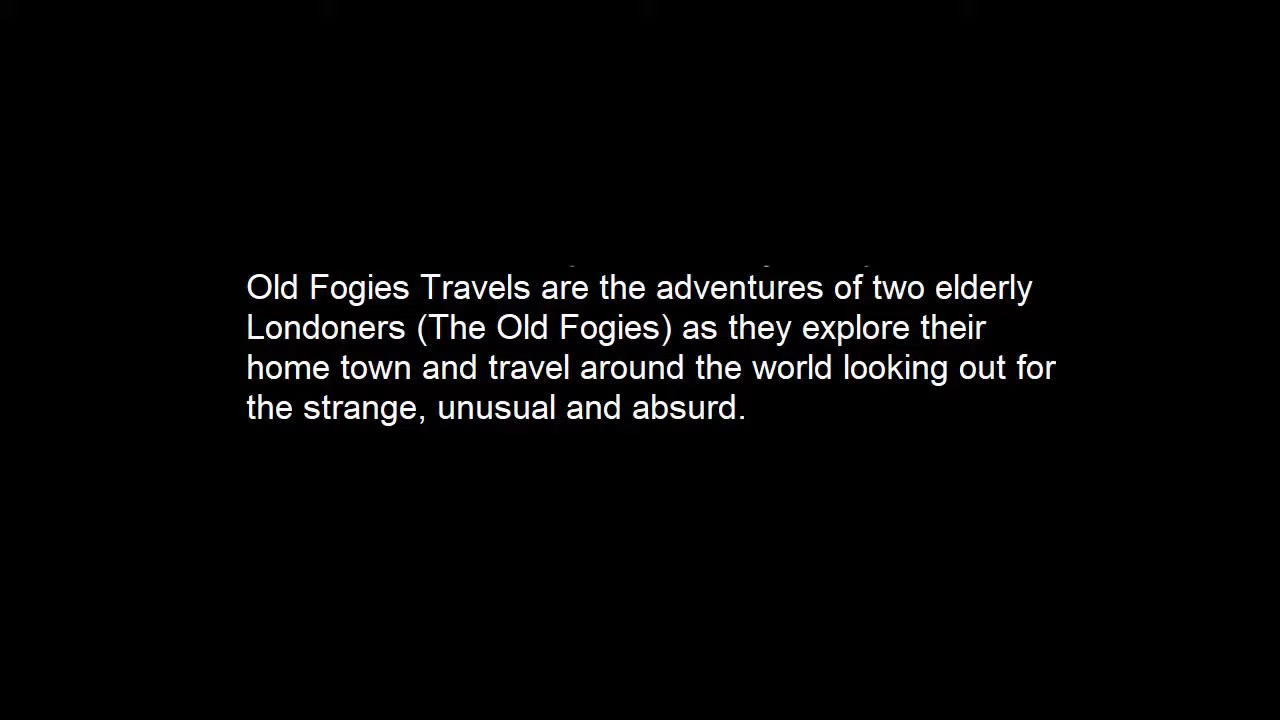 Old Fogies Travels are the adventures of two elderly
Londoners (The Old Fogies) as they explore their
home town and travel around the world looking out for
the strange, unusual and absurd.